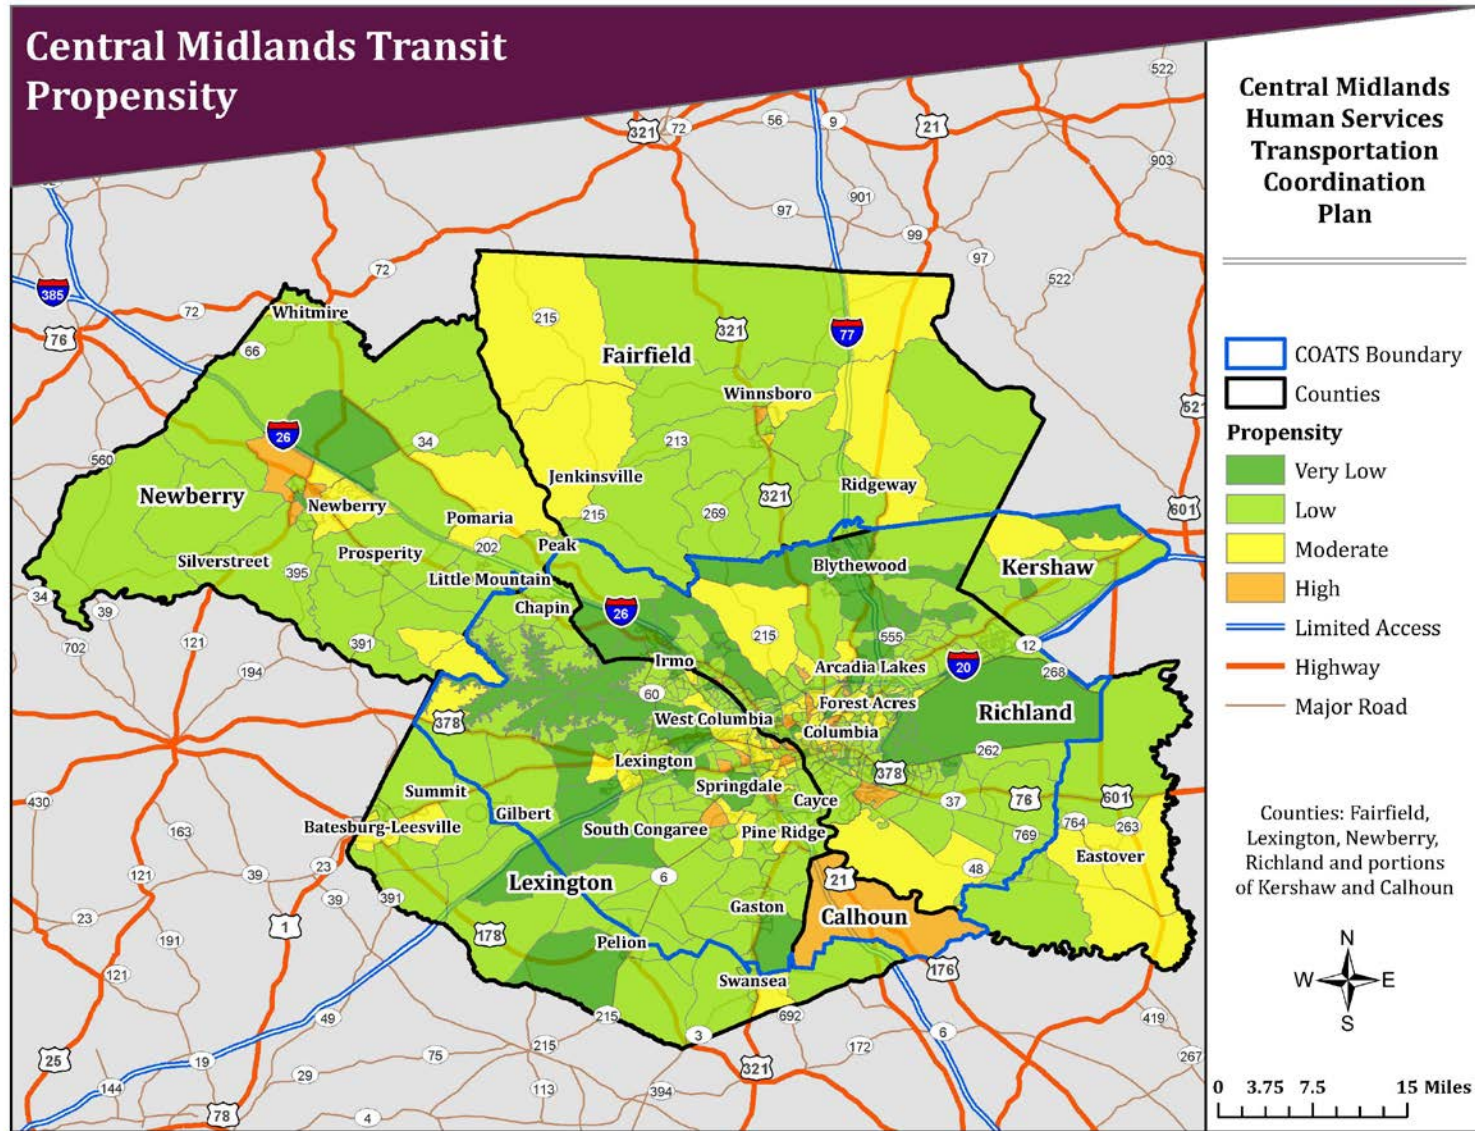 Central Midlands Transit
Propensity
Central Midlands
Human Services
Transportation
Coordination
Plan
COATS Boundary
Counties
Propensity
Very Low
Low
Moderate
High
Limited Access
Highway
Major Road
Counties: Fairfield,
Lexington, Newberry,
Richland and portions
of Kershaw and Calhoun
N
W E
S
0 3.75 7.5 15 Miles
522
321 72 56 9 21
903
901
97
99
97
522
72
385
72 Whitmire
76
66
215
321
77
Fairfield
Winnsboro
521
26
34
213
560
Newberry
Newberry
Jenkinsville
321
Ridgeway
601
Pomaria
215
269
202
Peak
Silverstreet
Prosperity
395
Little Mountain
Blythewood
Kershaw
34
39
Chapin
26
702
121
391
215
555
12
194
Irmo
Arcadia Lakes
20
268
60
378
West Columbia
Forest Acres
Richland
Columbia
262
Lexington
378
Summit
Springdale
430
Gilbert
Cayce
37
76
601
163
Batesburg-Leesville
South Congaree
Pine Ridge
769
764
263
Eastover
121
39
23
48
Lexington
6
21
23
39
391
Gaston
Calhoun
1
178
191
Pelion
121
176
Swansea
49
215
692
419
3
6
25
19
75
215
172
267
29
321
144
113
394
78
4